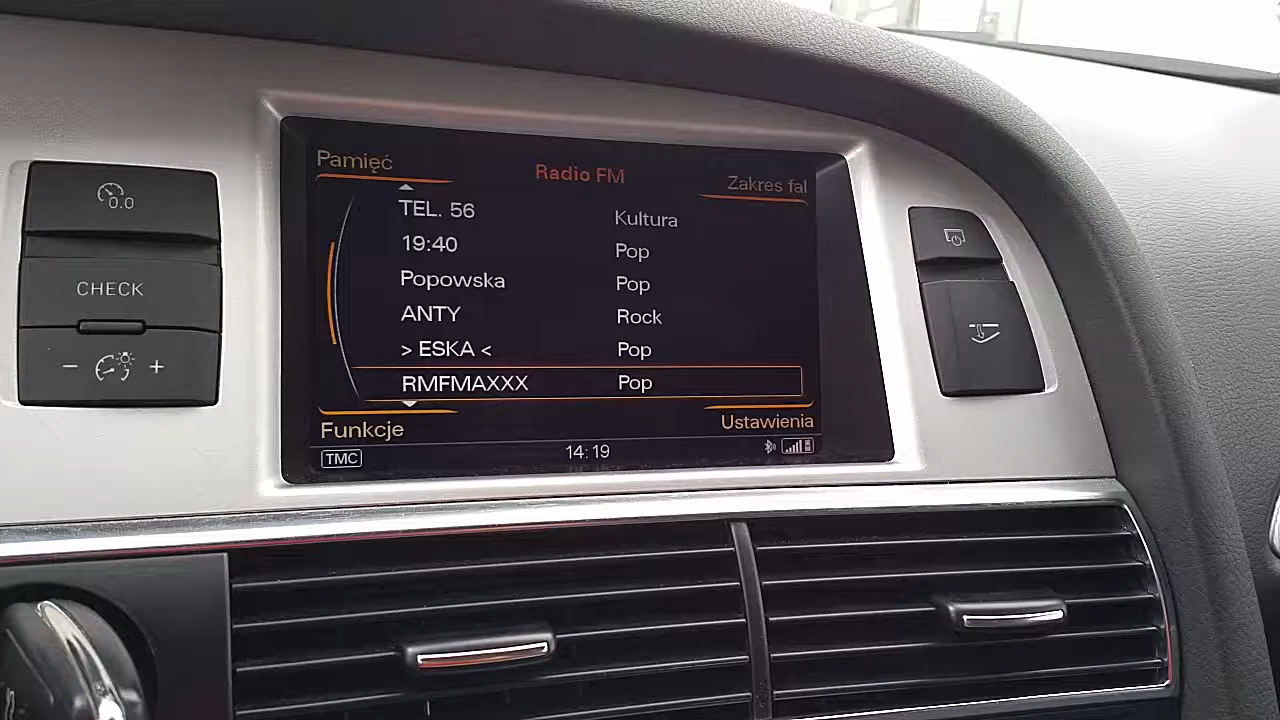 0.0
CHECK
- +
Pamięć
Radio FM
Zakres fal
TEL. 56 Kultura
19:40 Pop
Popowska Pop
ANTY Rock
> ESKA < Pop
RMFMAXXX Pop
Funkcje
Ustawienia
TMC
14:19